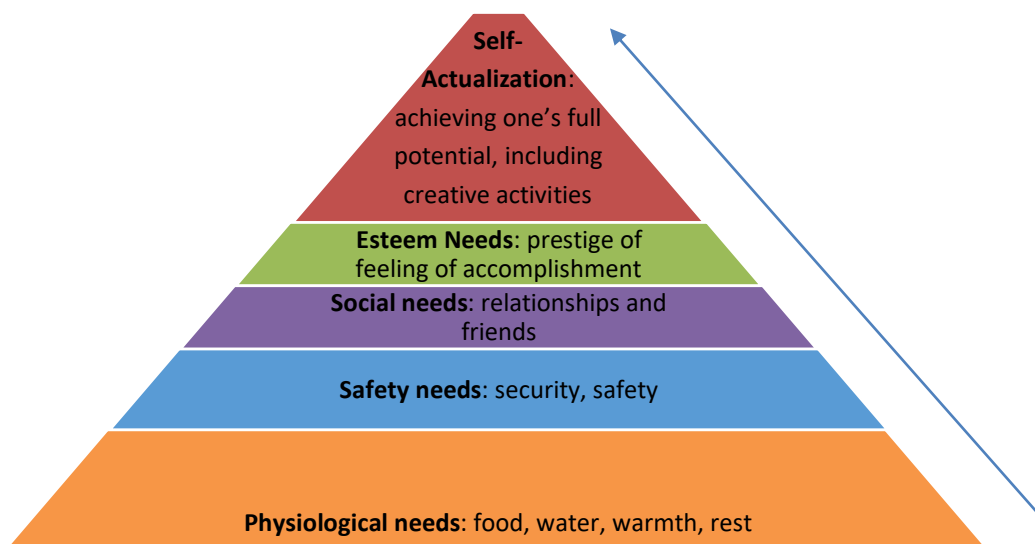 Self-
Actualization:
achieving one’s full
potential, including
creative activities
Esteem Needs: prestige of
feeling of accomplishment
Social needs: relationships and
friends
Safety needs: security, safety
Physiological needs: food, water, warmth, rest